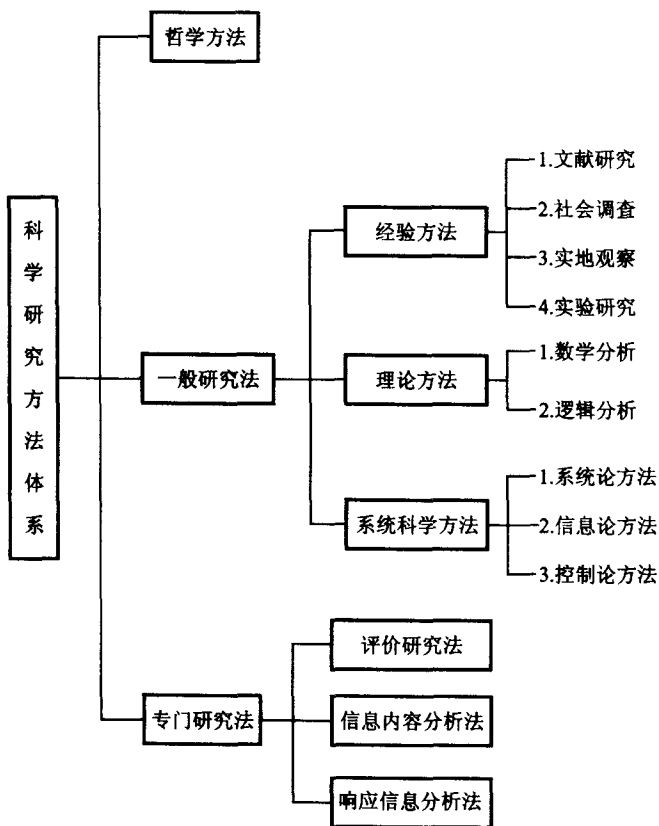 哲学方法
科学研究方法体系
一般研究法
经验方法
1.文献研究
2.社会调查
3.实地观察
4.实验研究
理论方法
1.数学分析
2.逻辑分析
系统科学方法
1.系统论方法
2.信息论方法
3.控制论方法
专门研究法
评价研究法
信息内容分析法
响应信息分析法